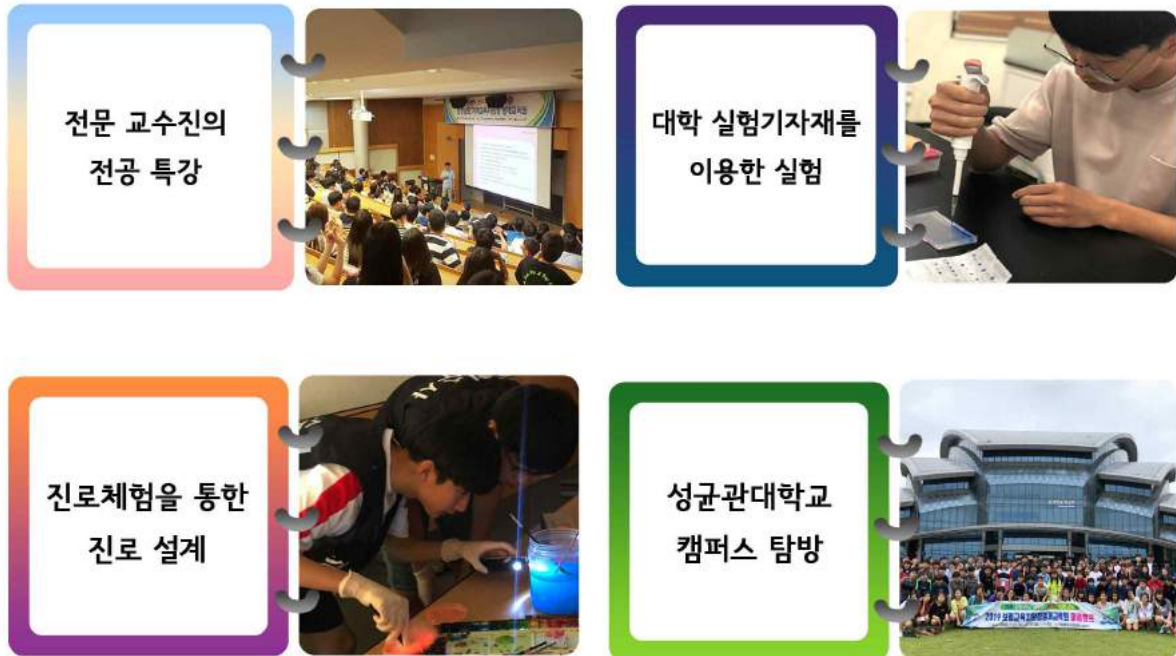 전문 교수진의
전공 특강
대학 실험기자재를
이용한 실험
진로체험을 통한
진로 설계
성균관대학교
캠퍼스 탐방
2019